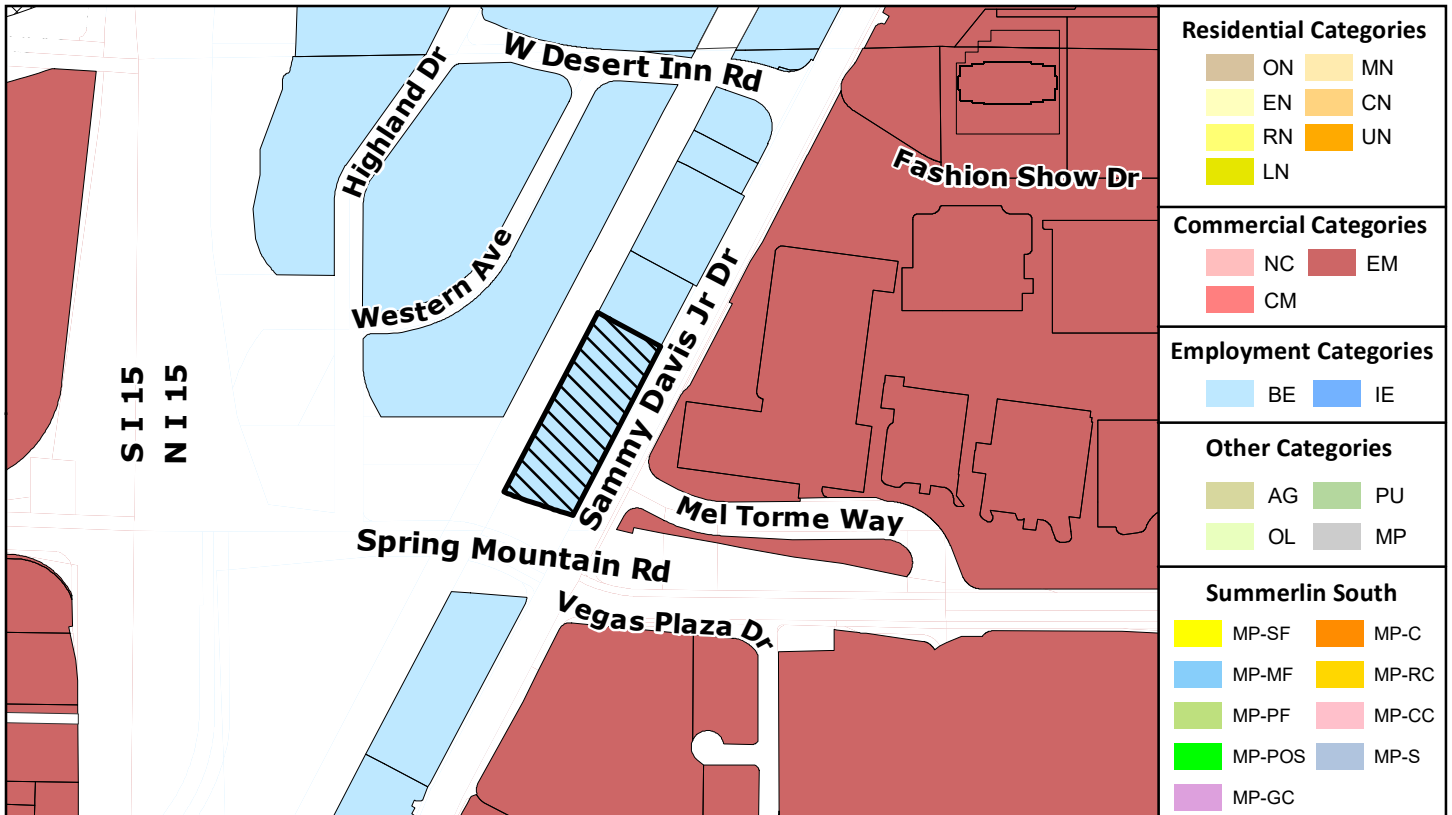 W Desert Inn Rd
Highland Dr
Fashion Show Dr
Western Ave
Sammy Davis Jr Dr
S I 15
N I 15
Mel Torme Way
Spring Mountain Rd
Vegas Plaza Dr
Residential Categories
ON MN
EN CN
RN UN
LN
Commercial Categories
NC EM
CM
Employment Categories
BE IE
Other Categories
AG PU
OL MP
Summerlin South
MP-SF MP-C
MP-MF MP-RC
MP-PF MP-CC
MP-POS MP-S
MP-GC